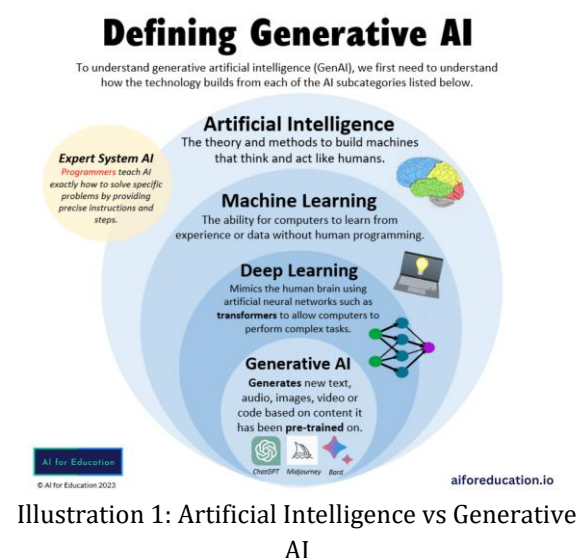 Defining Generative AI
To understand generative artificial intelligence (GenAI), we first need to understand
how the technology builds from each of the AI subcategories listed below.
Expert System AI
Programmers teach AI
exactly how to solve specific
problems by providing
precise instructions and
steps.
Artificial Intelligence
The theory and methods to build machines
that think and act like humans.
Machine Learning
The ability for computers to learn from
experience or data without human programming.
Deep Learning
Mimics the human brain using
artificial neural networks such as
transformers to allow computers to
perform complex tasks.
Generative AI
Generates new text,
audio, images, video or
code based on content it
has been pre-trained on.
ChatGPT Midjourney Bard
AI for Education
© AI for Education 2023
aiforeducation.io
Illustration 1: Artificial Intelligence vs Generative
AI